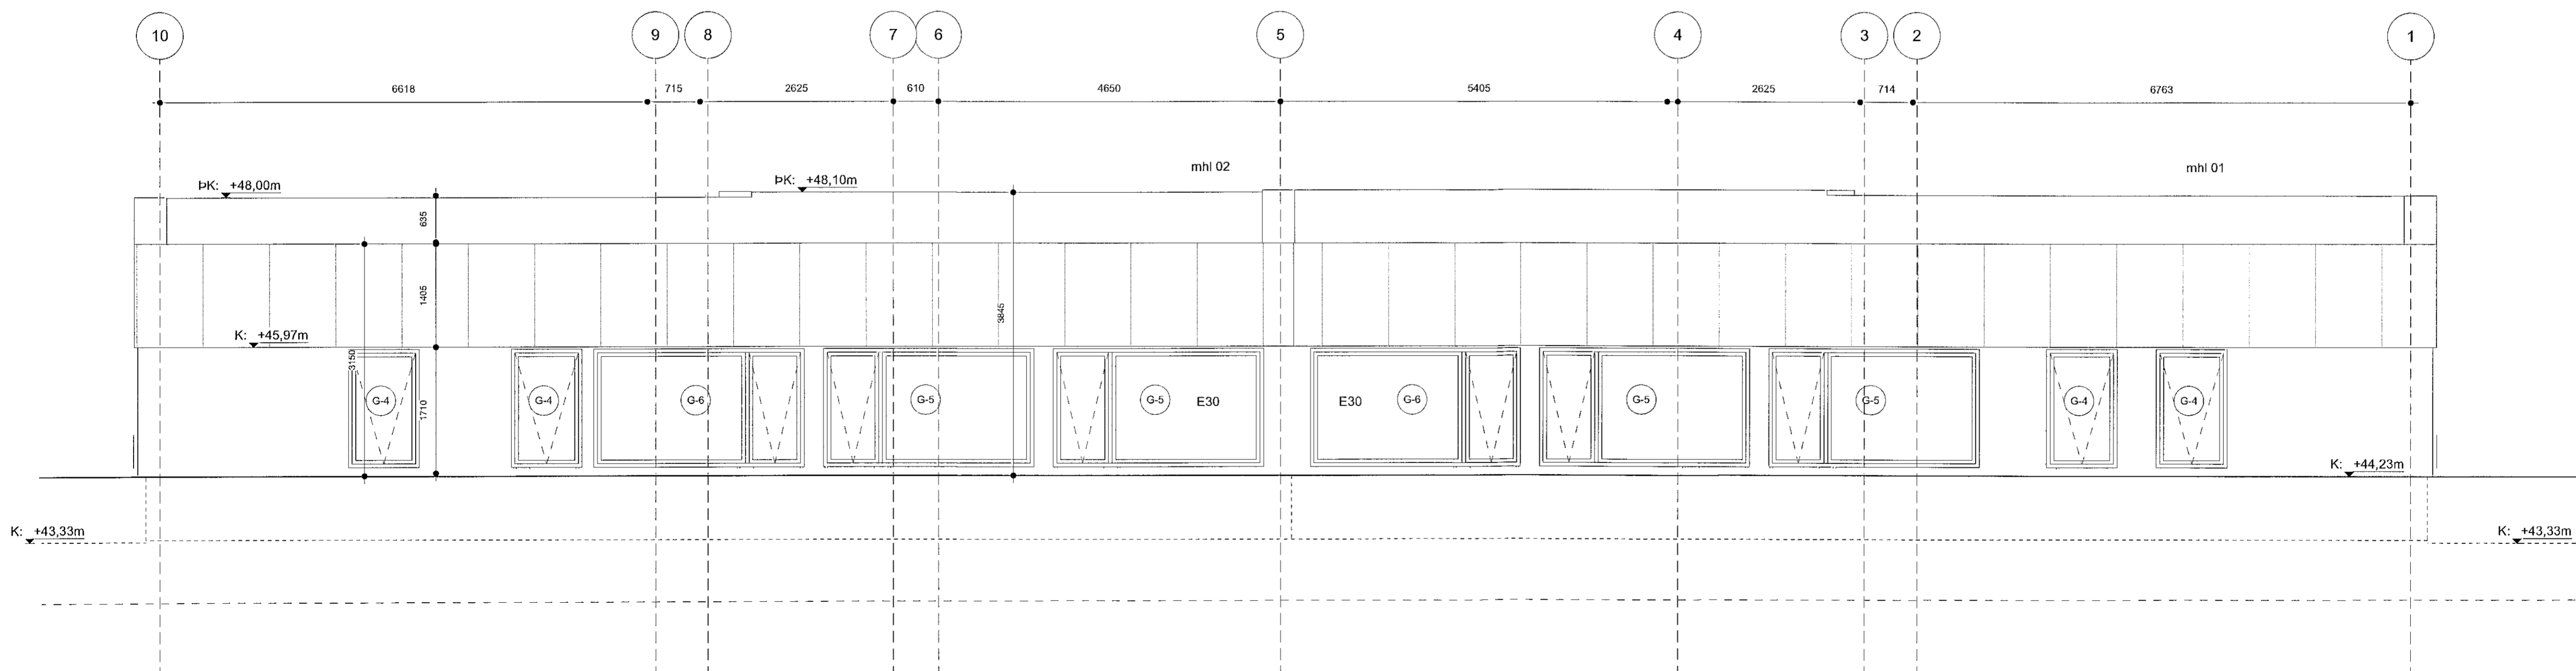 10 9 8 7 6 5 4 3 2 1
6618 715 2625 610 4650 5405 2625 714 6763
mhl 02
mhl 01
ÞK: +48,00m
ÞK: +48,10m
635
1405
3845
K: +45,97m
3150
1710
G-4 G-4 G-6 G-5 G-5 E30 E30 G-6 G-5 G-5 G-4 G-4
K: +44,23m
K: +43,33m
K: +43,33m